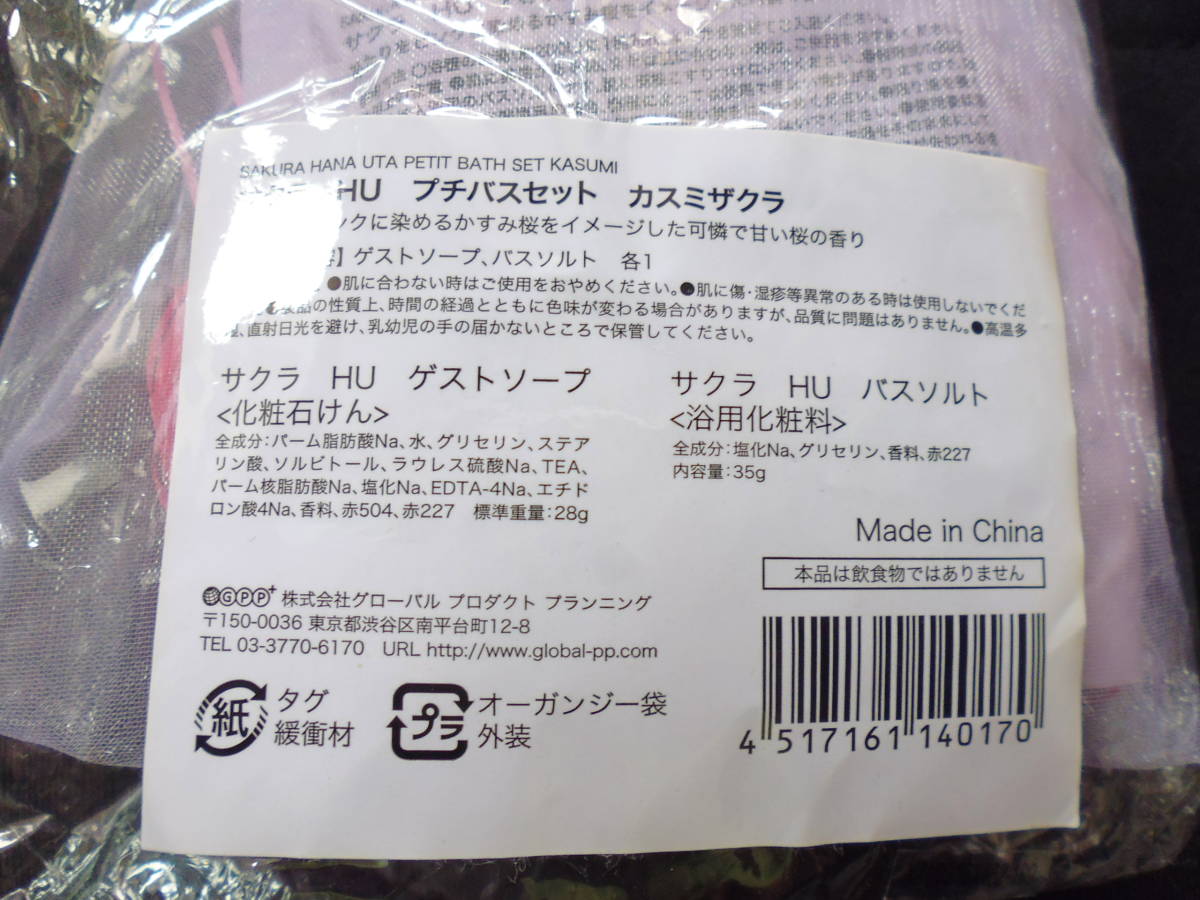 SAKURA HANA UTA PETIT BATH SET KASUMI
HU プチバスセット カスミザクラ
ンクに染めるかすみ桜をイメージした可憐で甘い桜の香り
】ゲストソープ、バスソルト 各1
●肌に合わない時はご使用をおやめください。●肌に傷・湿疹等異常のある時は使用しないでくだ
の性質上、時間の経過とともに色味が変わる場合がありますが、品質に問題はありません。●高温多
、直射日光を避け、乳幼児の手の届かないところで保管してください。
サクラ HU ゲストソープ
<化粧石けん>
全成分：パーム脂肪酸Na、水、グリセリン、ステア
リン酸、ソルビトール、ラウレス硫酸Na、TEA、
パーム核脂肪酸Na、塩化Na、EDTA-4Na、エチド
ロン酸4Na、香料、赤504、赤227 標準重量：28g
サクラ HU バスソルト
<浴用化粧料>
全成分：塩化Na、グリセリン、香料、赤227
内容量：35g
Made in China
本品は飲食物ではありません
GPP+ 株式会社グローバル プロダクト プランニング
〒150-0036 東京都渋谷区南平台町12-8
TEL 03-3770-6170 URL http://www.global-pp.com
紙 タグ
緩衝材
プラ オーガンジー袋
外装
4 517161 140170